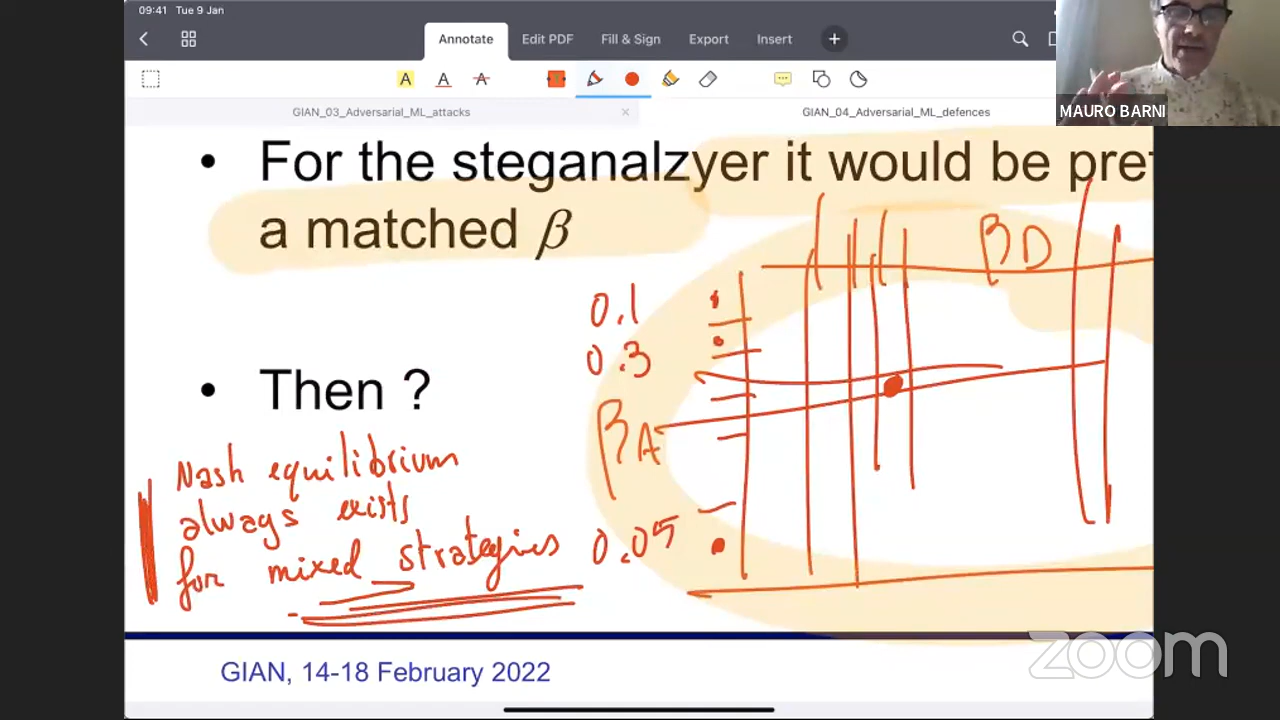 09:41 Tue 9 Jan
Annotate Edit PDF Fill & Sign Export Insert
MAURO BARNI
GIAN_03_Adversarial_ML_attacks
GIAN_04_Adversarial_ML_defences
• For the steganalzyer it would be pref
a matched β
βD
0.1
0.3
• Then ?
βA
Nash equilibrium
always exists
for mixed strategies
0.05
GIAN, 14-18 February 2022
zoom